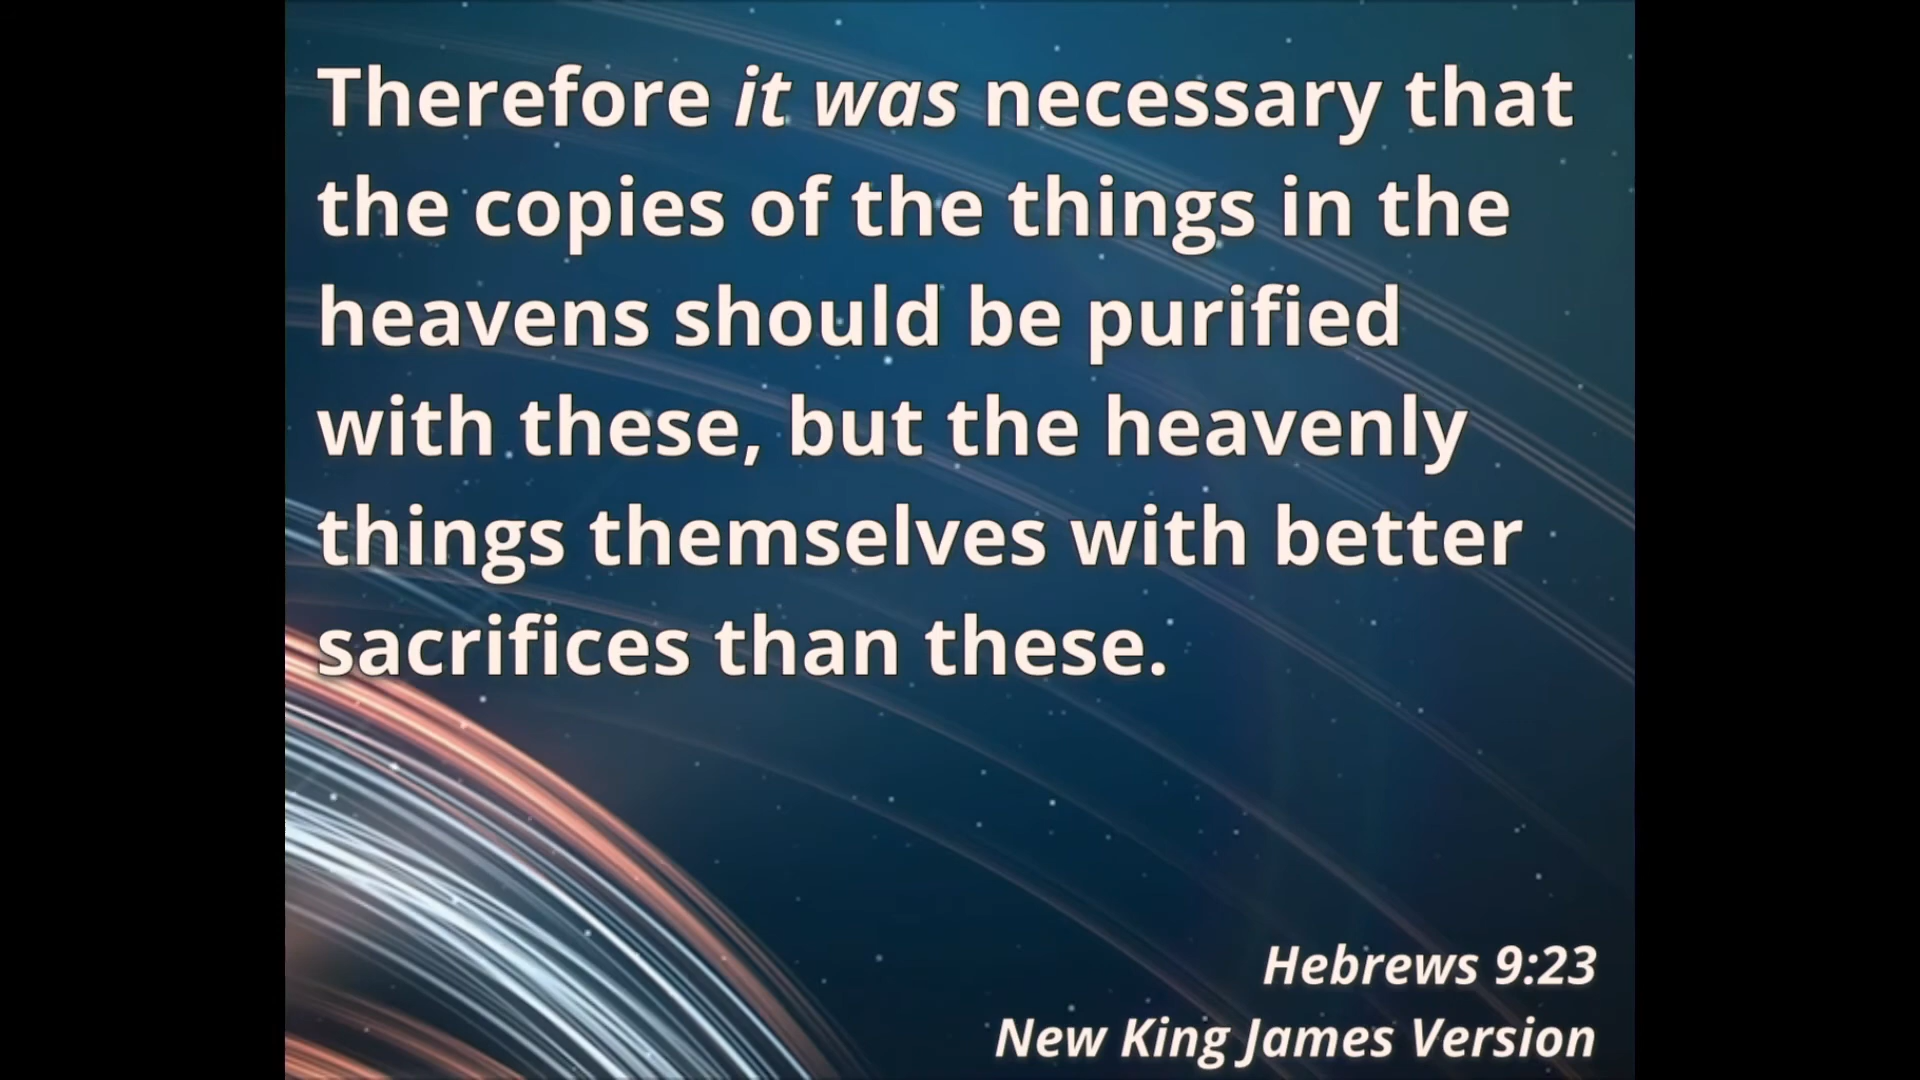 Therefore it was necessary that
the copies of the things in the
heavens should be purified
with these, but the heavenly
things themselves with better
sacrifices than these.
Hebrews 9:23
New King James Version